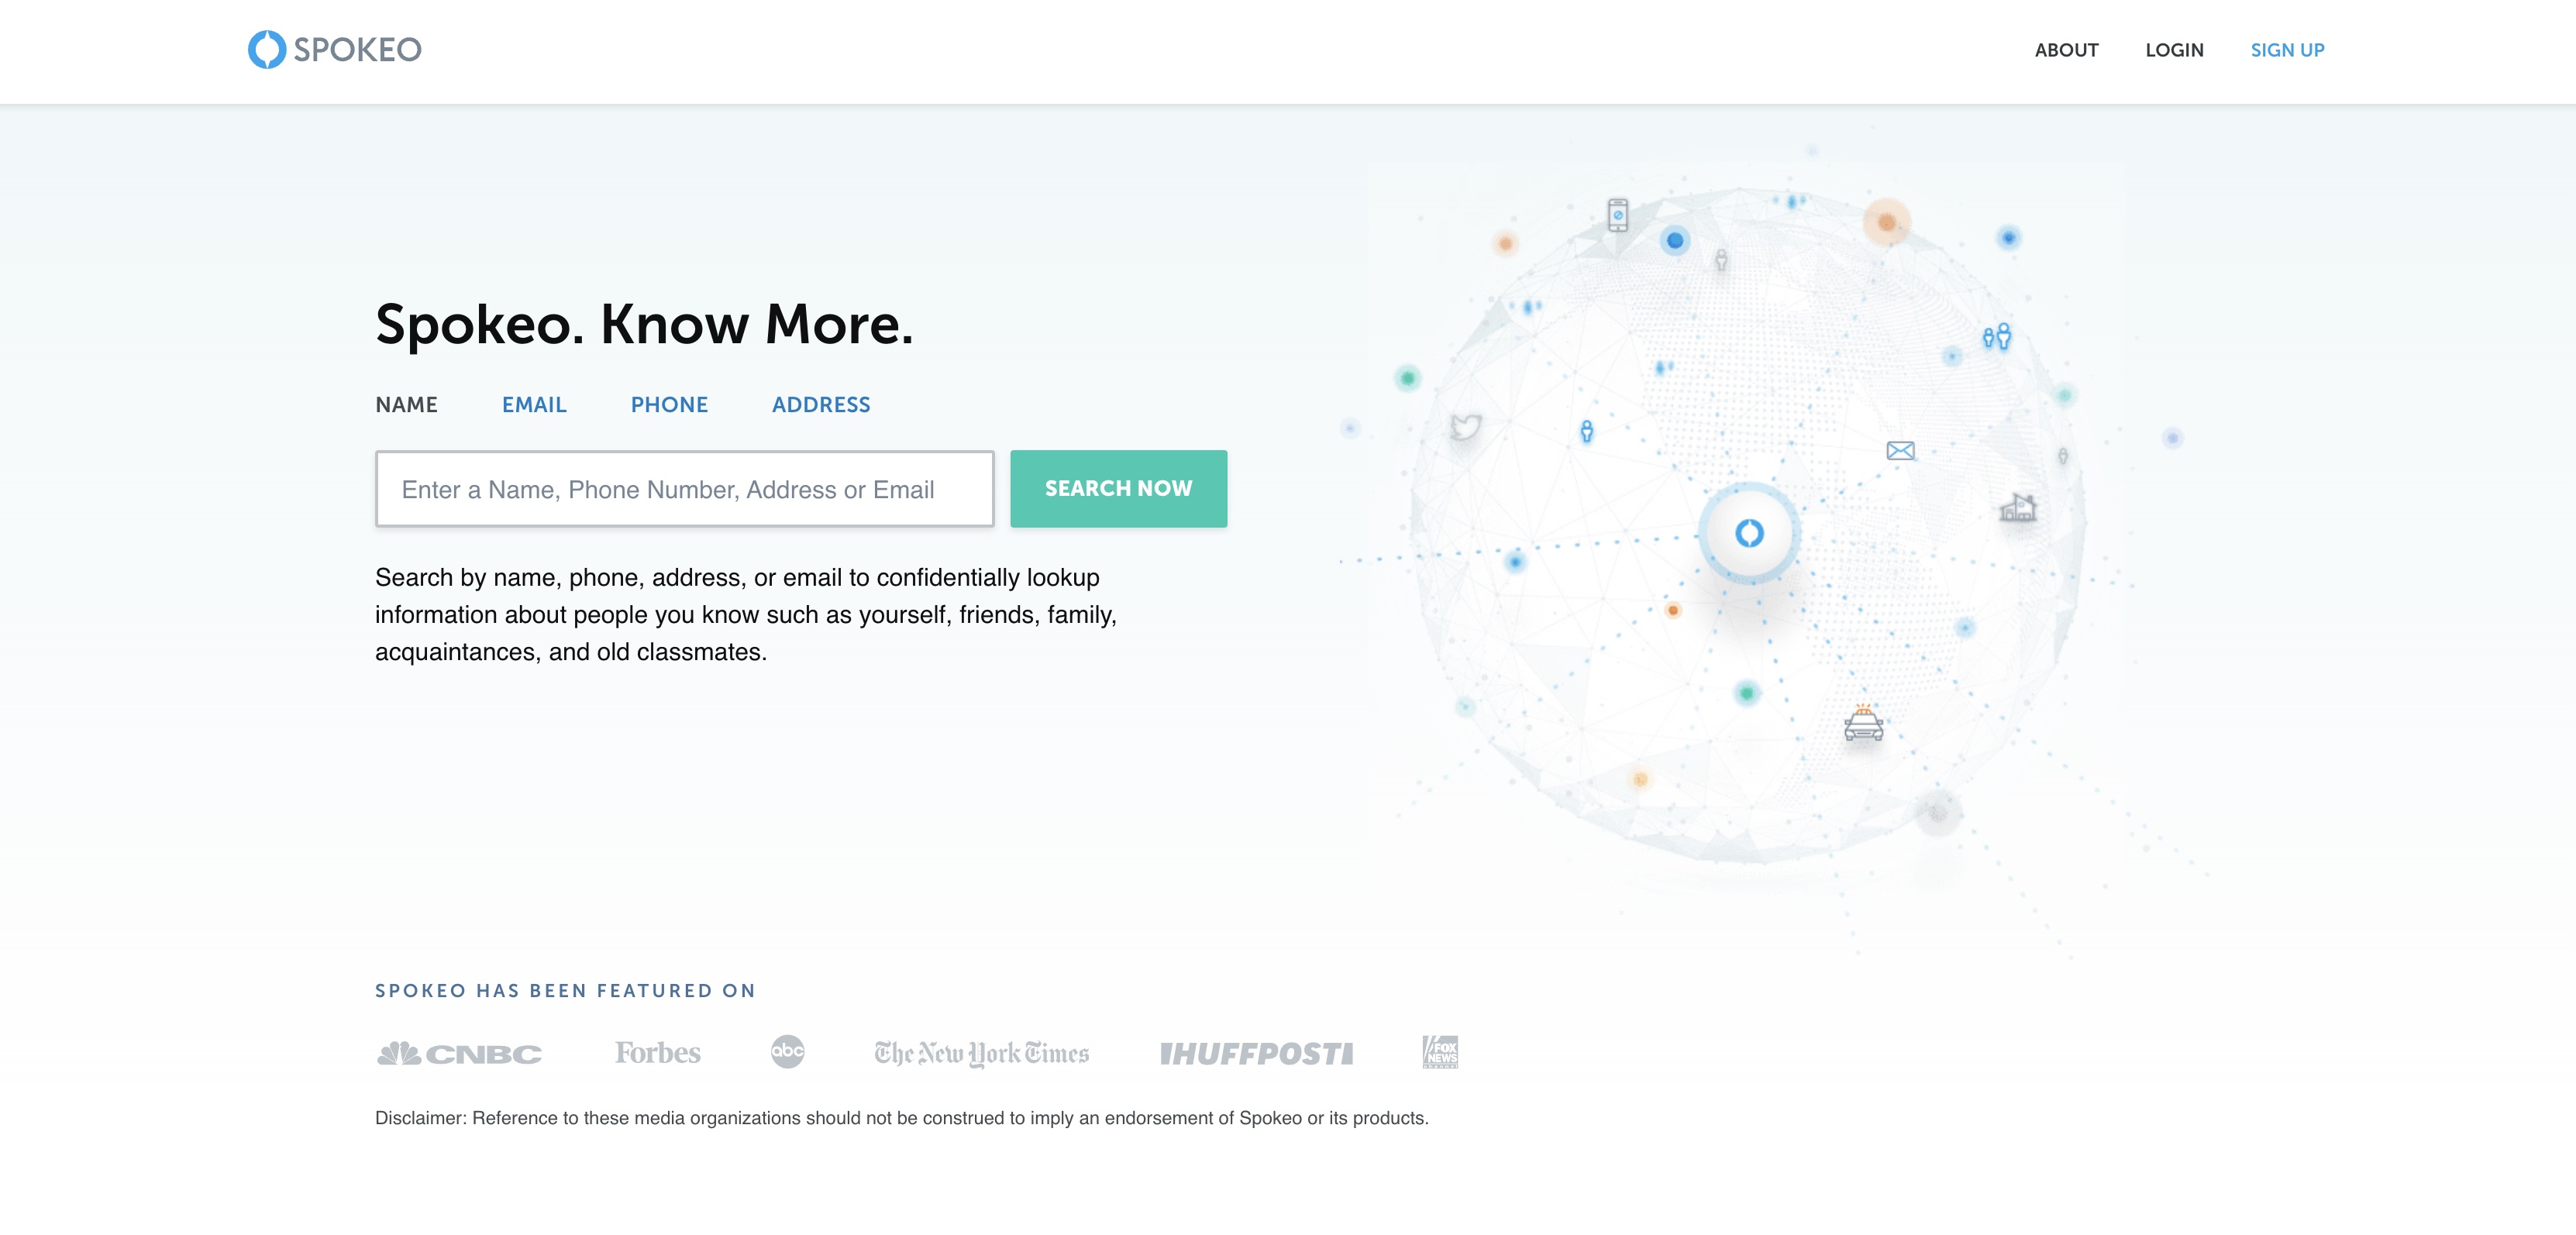 SPOKEO
ABOUT LOGIN SIGN UP
Spokeo. Know More.
NAME EMAIL PHONE ADDRESS
Enter a Name, Phone Number, Address or Email
SEARCH NOW
Search by name, phone, address, or email to confidentially lookup
information about people you know such as yourself, friends, family,
acquaintances, and old classmates.
SPOKEO HAS BEEN FEATURED ON
CNBC Forbes abc The New York Times HUFFPOST FOX NEWS channel
Disclaimer: Reference to these media organizations should not be construed to imply an endorsement of Spokeo or its products.